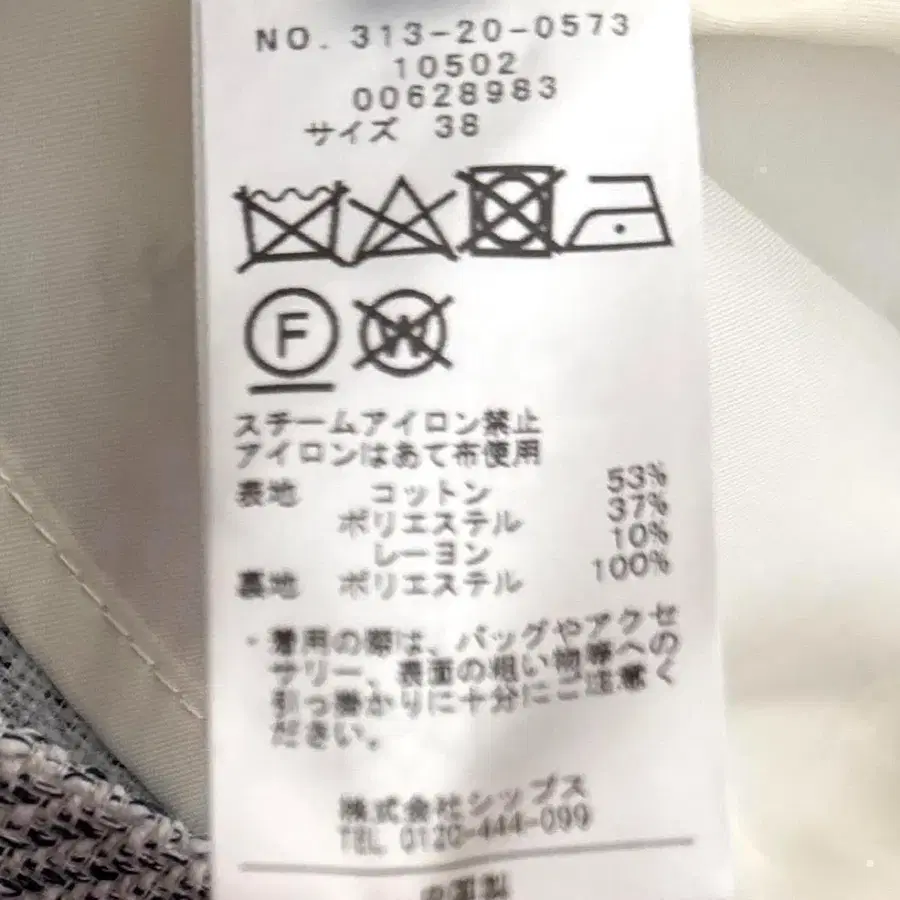 NO. 313-20-0573
10502
00628983
サイズ 38
F
W
スチームアイロン禁止
アイロンはあて布使用
表地 コットン 53%
ポリエステル 37%
レーヨン 10%
裏地 ポリエステル 100%
・着用の際は、バッグやアクセ
サリー、表面の粗い物等への
引っ掛かりに十分にご注意く
ださい。
株式会社シップス
TEL 0120-444-099
国製